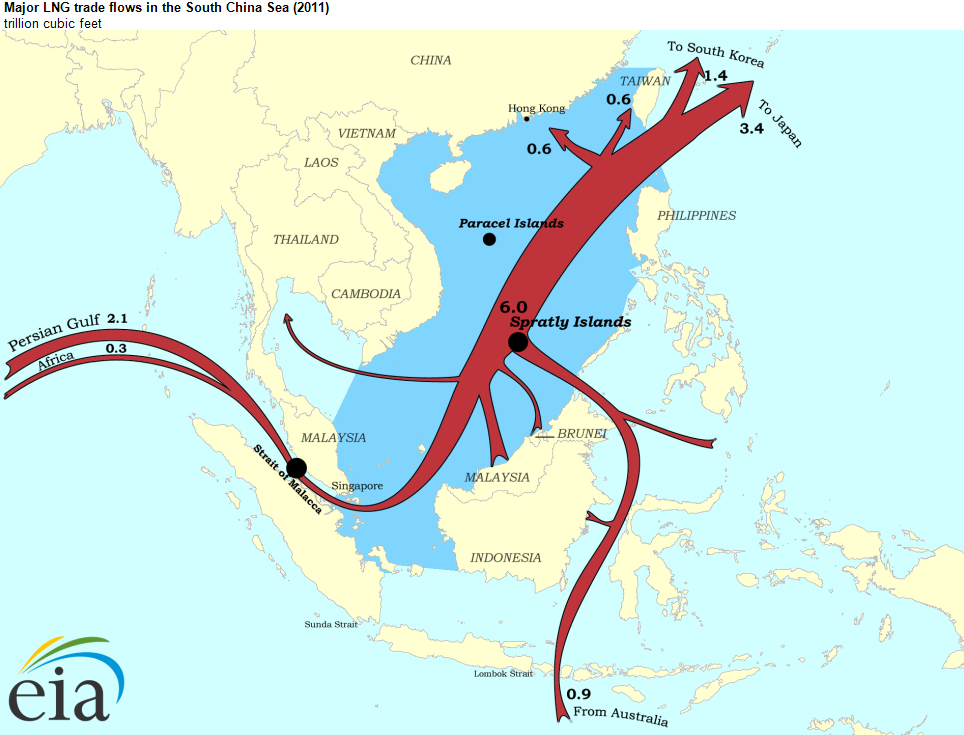 Major LNG trade flows in the South China Sea (2011)
trillion cubic feet
To South Korea
CHINA
TAIWAN
1.4
0.6
Hong Kong
To Japan
3.4
VIETNAM
0.6
LAOS
PHILIPPINES
Paracel Islands
THAILAND
CAMBODIA
6.0
Spratly Islands
Persian Gulf 2.1
Africa
0.3
MALAYSIA
BRUNEI
Strait of Malacca
MALAYSIA
Singapore
INDONESIA
Sunda Strait
Lombok Strait
0.9
From Australia
eia